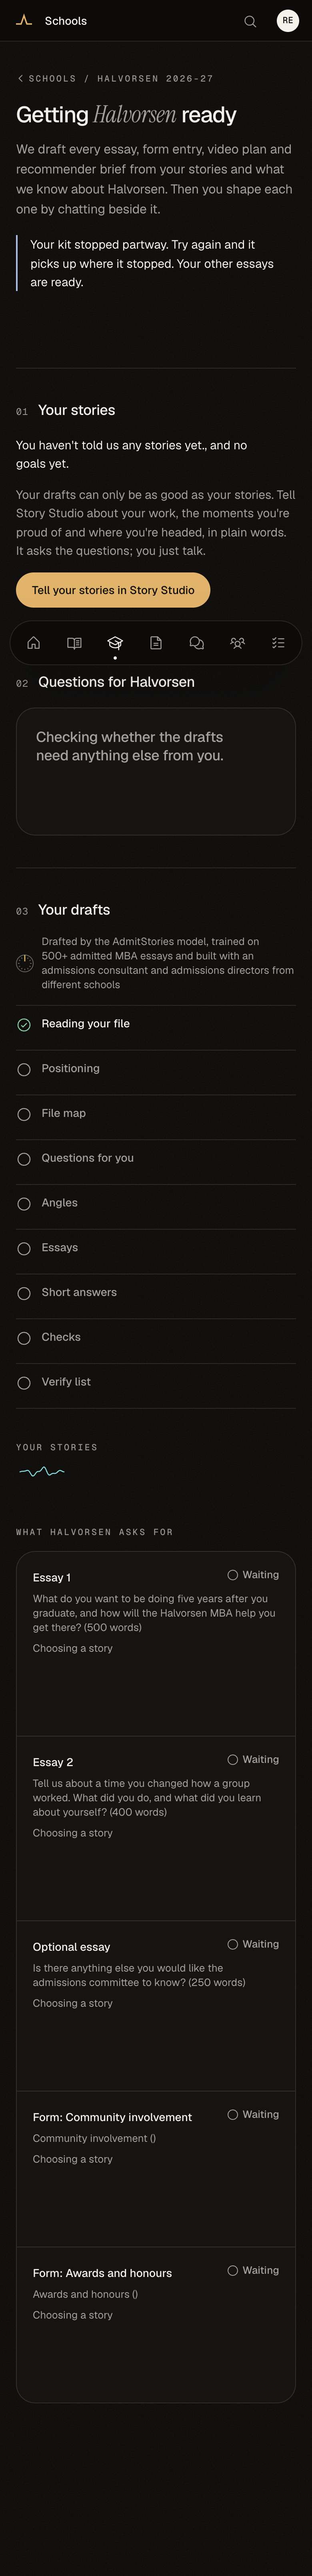 Schools
RE
SCHOOLS / HALVORSEN 2026-27
Getting Halvorsen ready
We draft every essay, form entry, video plan and
recommender brief from your stories and what
we know about Halvorsen. Then you shape each
one by chatting beside it.
Your kit stopped partway. Try again and it
picks up where it stopped. Your other essays
are ready.
01 Your stories
You haven't told us any stories yet., and no
goals yet.
Your drafts can only be as good as your stories. Tell
Story Studio about your work, the moments you're
proud of and where you're headed, in plain words.
It asks the questions; you just talk.
Tell your stories in Story Studio
02 Questions for Halvorsen
Checking whether the drafts
need anything else from you.
03 Your drafts
Drafted by the AdmitStories model, trained on
500+ admitted MBA essays and built with an
admissions consultant and admissions directors from
different schools
Reading your file
Positioning
File map
Questions for you
Angles
Essays
Short answers
Checks
Verify list
YOUR STORIES
WHAT HALVORSEN ASKS FOR
Essay 1
Waiting
What do you want to be doing five years after you
graduate, and how will the Halvorsen MBA help you
get there? (500 words)
Choosing a story
Essay 2
Waiting
Tell us about a time you changed how a group
worked. What did you do, and what did you learn
about yourself? (400 words)
Choosing a story
Optional essay
Waiting
Is there anything else you would like the
admissions committee to know? (250 words)
Choosing a story
Form: Community involvement
Waiting
Community involvement ()
Choosing a story
Form: Awards and honours
Waiting
Awards and honours ()
Choosing a story